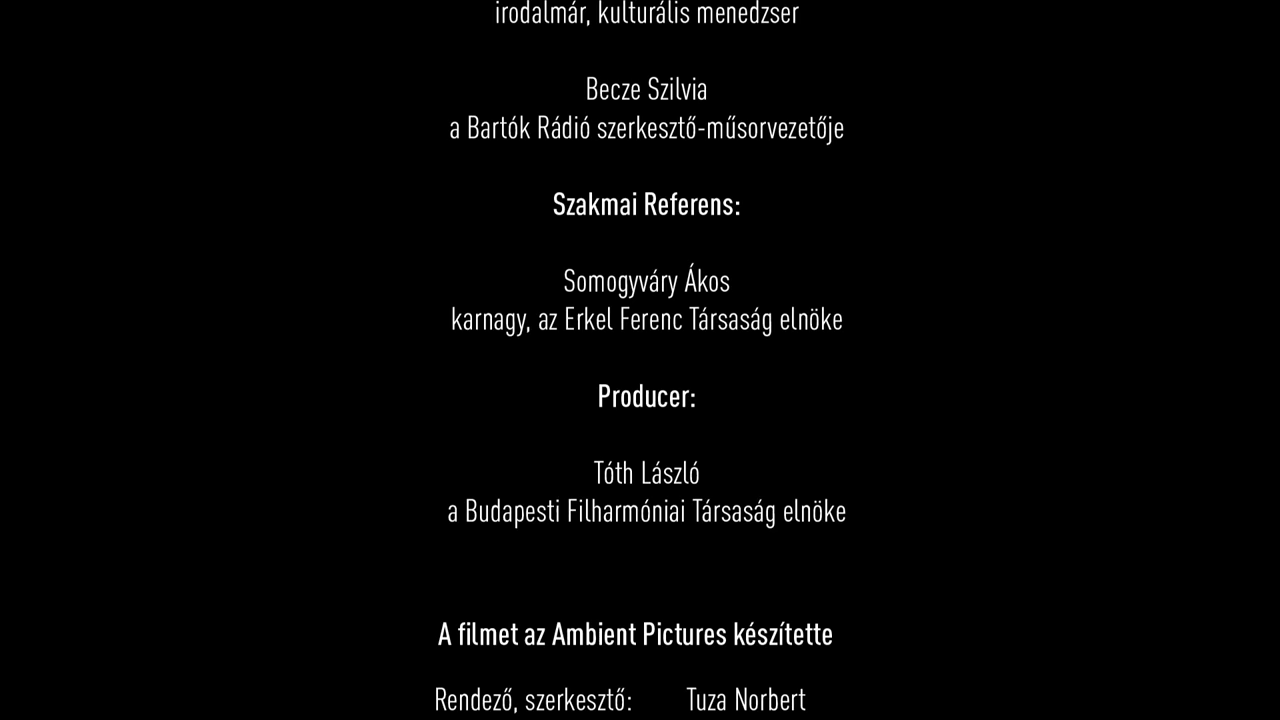 irodalmár, kulturális menedzser
Becze Szilvia
a Bartók Rádió szerkesztő-műsorvezetője
Szakmai Referens:
Somogyváry Ákos
karnagy, az Erkel Ferenc Társaság elnöke
Producer:
Tóth László
a Budapesti Filharmóniai Társaság elnöke
A filmet az Ambient Pictures készítette
Rendező, szerkesztő: Tuza Norbert